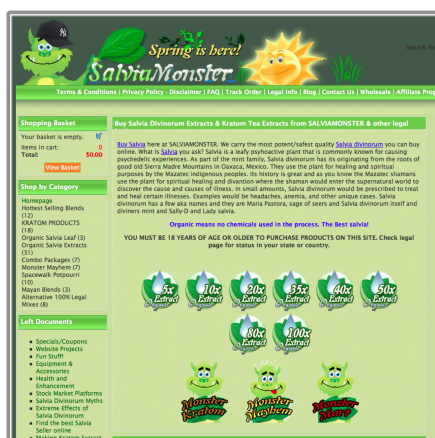 Spring is here!
SalviaMonster
Search fo
Terms & Conditions | Privacy Policy - Disclaimer | FAQ | Track Order | Legal Info | Blog | Contact Us | Wholesale | Affiliate Prog
Shopping Basket
Your basket is empty.
Items in cart: 0
Total: $0.00
View Basket
Shop by Category
Homepage
Hottest Selling Blends
(12)
KRATOM PRODUCTS
(18)
Organic Salvia Leaf (3)
Organic Salvia Extracts
(31)
Combo Packages (7)
Monster Mayhem (7)
Spacewalk Potpourri
(10)
Mayan Blends (3)
Alternative 100% Legal
Mixes (8)
Left Documents
Specials/Coupons
Website Projects
Fun Stuff!
Equipment &
Accessories
Health and
Enhancement
Stock Market Platforms
Salvia Divinorum Myths
Extreme Effects of
Salvia Divinorum
Find the best Salvia
Seller online
Making Kratom Extract
Buy Salvia Divinorum Extracts & Kratom Tea Extracts from SALVIAMONSTER & other legal
Buy Salvia here at SALVIAMONSTER. We carry the most potent/safest quality Salvia divinorum you can buy
online. What is Salvia you ask? Salvia is a leafy psyhoactive plant that is commonly known for causing
psychedelic experiences. As part of the mint family, Salvia divinorum has its origination from the roots of
good old Sierra Madre Mountains in Oaxaca, Mexico. They use the plant for healing and spiritual
purposes by the Mazatec indigenous peoples. Its history is great and as you know the Mazatec shamans
use the plant for spiritual healing and divination where the shaman would enter the supernatural world to
discover the cause and cures of illness. In small amounts, Salvia divinorum would be prescribed to treat
and heal certain illnesses. Examples would be headaches, anemia, and other unique cases. Salvia
divinorum has a few aka names and they are Maria Pastora, sage of seers and Salvia divinorum itself and
diviners mint and Sally-D and Lady salvia.
Organic means no chemicals used in the process. The Best salvia!
YOU MUST BE 18 YEARS OF AGE OR OLDER TO PURCHASE PRODUCTS ON THIS SITE. Check legal
page for status in your state or country.
5x Extract
10x Extract
20x Extract
35x Extract
40x Extract
50x Extract
80x Extract
100x Extract
Monster Kratom
Monster Mayhem
Monster Mart